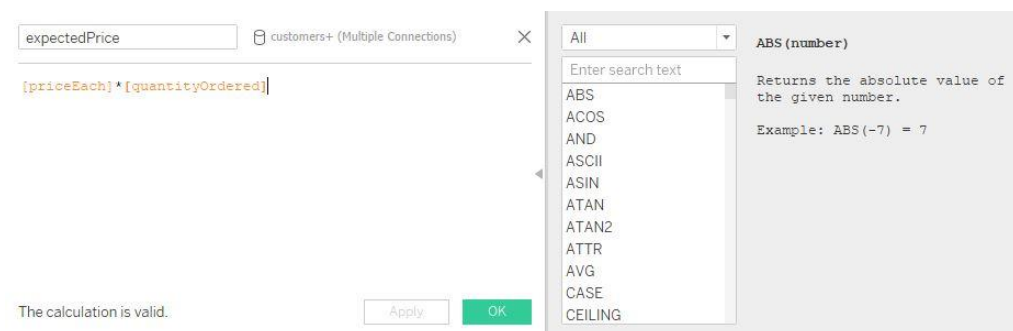 expectedPrice
customers+ (Multiple Connections)
[priceEach]*[quantityOrdered]
The calculation is valid.
Apply
OK
All
Enter search text
ABS
ACOS
AND
ASCII
ASIN
ATAN
ATAN2
ATTR
AVG
CASE
CEILING
ABS(number)
Returns the absolute value of
the given number.
Example: ABS(-7) = 7